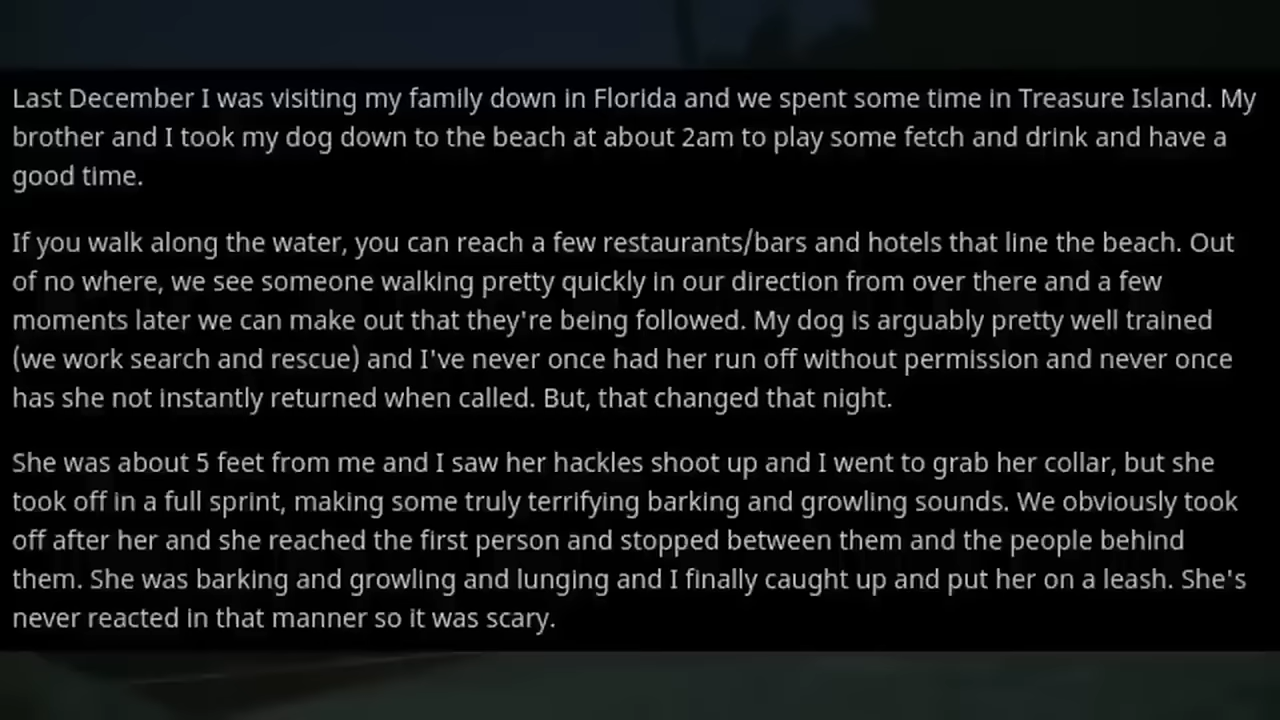 Last December I was visiting my family down in Florida and we spent some time in Treasure Island. My
brother and I took my dog down to the beach at about 2am to play some fetch and drink and have a
good time.
If you walk along the water, you can reach a few restaurants/bars and hotels that line the beach. Out
of no where, we see someone walking pretty quickly in our direction from over there and a few
moments later we can make out that they're being followed. My dog is arguably pretty well trained
(we work search and rescue) and I've never once had her run off without permission and never once
has she not instantly returned when called. But, that changed that night.
She was about 5 feet from me and I saw her hackles shoot up and I went to grab her collar, but she
took off in a full sprint, making some truly terrifying barking and growling sounds. We obviously took
off after her and she reached the first person and stopped between them and the people behind
them. She was barking and growling and lunging and I finally caught up and put her on a leash. She's
never reacted in that manner so it was scary.